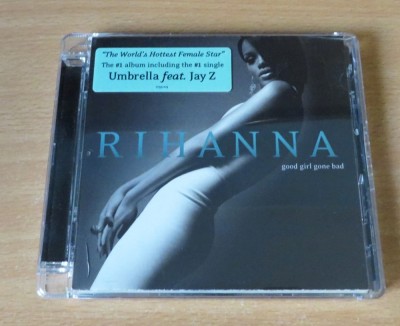 "The World's Hottest Female Star"
The #1 album including the #1 single
Umbrella feat. Jay Z
RIHANNA
good girl gone bad